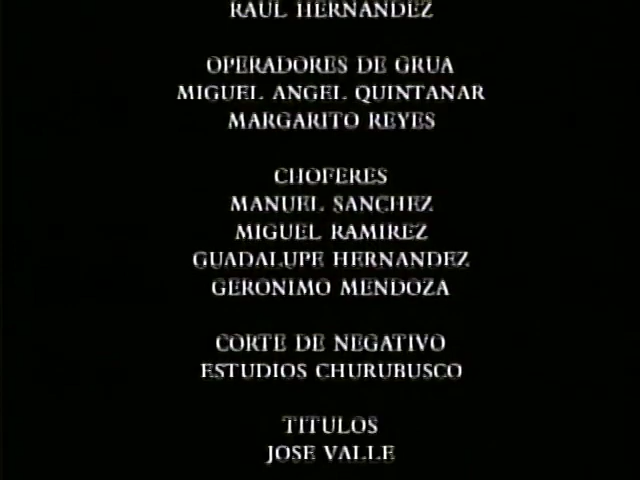 RAUL HERNANDEZ
OPERADORES DE GRUA
MIGUEL ANGEL QUINTANAR
MARGARITO REYES
CHOFERES
MANUEL SANCHEZ
MIGUEL RAMIREZ
GUADALUPE HERNANDEZ
GERONIMO MENDOZA
CORTE DE NEGATIVO
ESTUDIOS CHURUBUSCO
TITULOS
JOSE VALLE